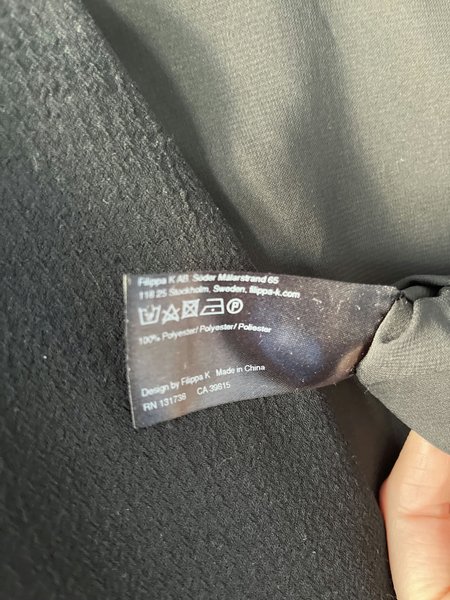 Filippa K AB. Söder Mälarstrand 65
118 25 Stockholm, Sweden, filippa-k.com
P
100% Polyester/ Polyester/ Poliester
Design by Filippa K Made in China
RN 131738 CA 39815